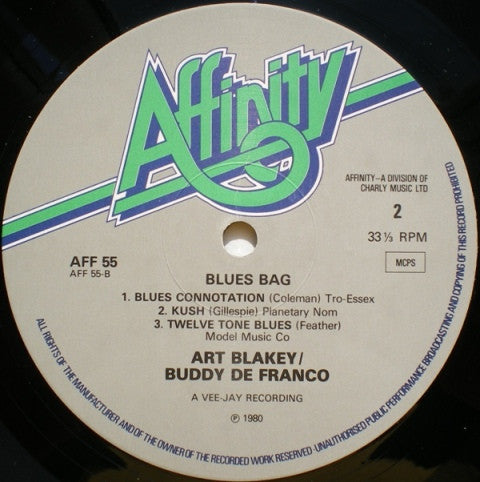 Affinity
AFFINITY-A DIVISION OF
CHARLY MUSIC LTD
2
33⅓ RPM
MCPS
AFF 55
AFF 55-B
BLUES BAG
1. BLUES CONNOTATION (Coleman) Tro-Essex
2. KUSH (Gillespie) Planetary Nom
3. TWELVE TONE BLUES (Feather)
Model Music Co
ART BLAKEY/
BUDDY DE FRANCO
A VEE-JAY RECORDING
℗ 1980
ALL RIGHTS OF THE MANUFACTURER AND OF THE OWNER OF THE RECORDED WORK RESERVED·UNAUTHORISED PUBLIC PERFORMANCE BROADCASTING AND COPYING OF THIS RECORD PROHIBITED